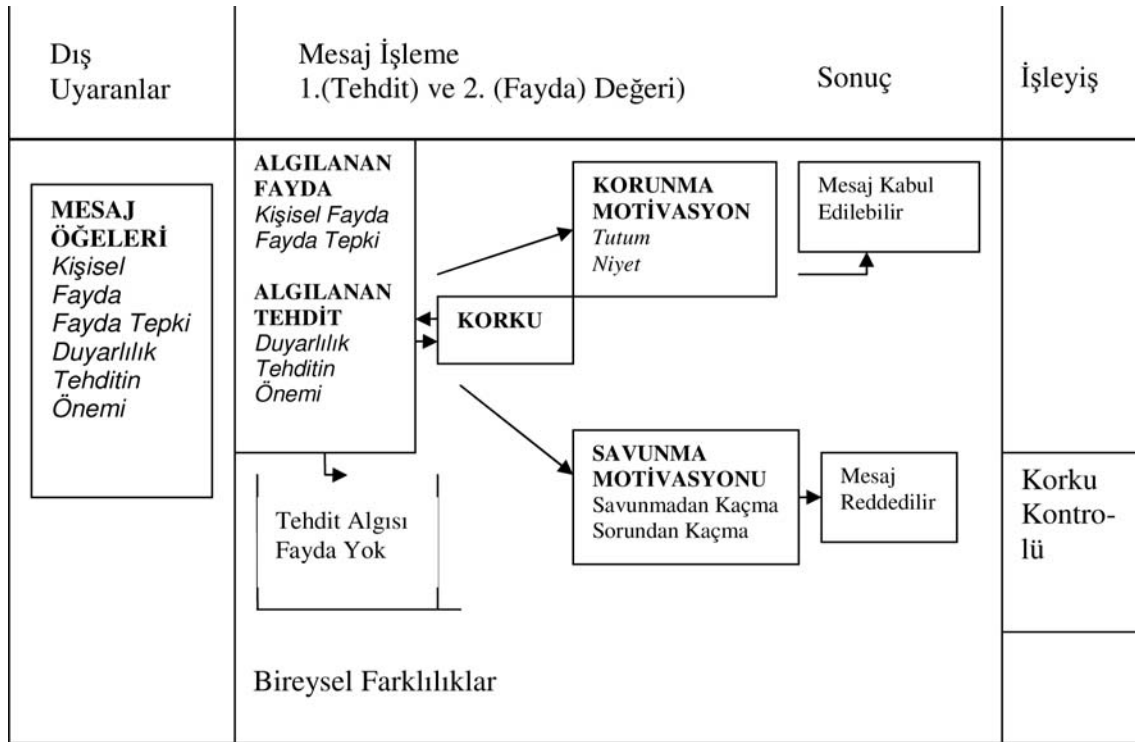 Dış
Uyaranlar
Mesaj İşleme
1.(Tehdit) ve 2. (Fayda) Değeri)
Sonuç
İşleyiş
MESAJ
ÖĞELERİ
Kişisel
Fayda
Fayda Tepki
Duyarlılık
Tehditin
Önemi
ALGILANAN
FAYDA
Kişisel Fayda
Fayda Tepki
ALGILANAN
TEHDİT
Duyarlılık
Tehditin
Önemi
KORKU
KORUNMA
MOTİVASYON
Tutum
Niyet
Mesaj Kabul
Edilebilir
SAVUNMA
MOTİVASYONU
Savunmadan Kaçma
Sorundan Kaçma
Mesaj
Reddedilir
Tehdit Algısı
Fayda Yok
Korku
Kontro-
lü
Bireysel Farklılıklar